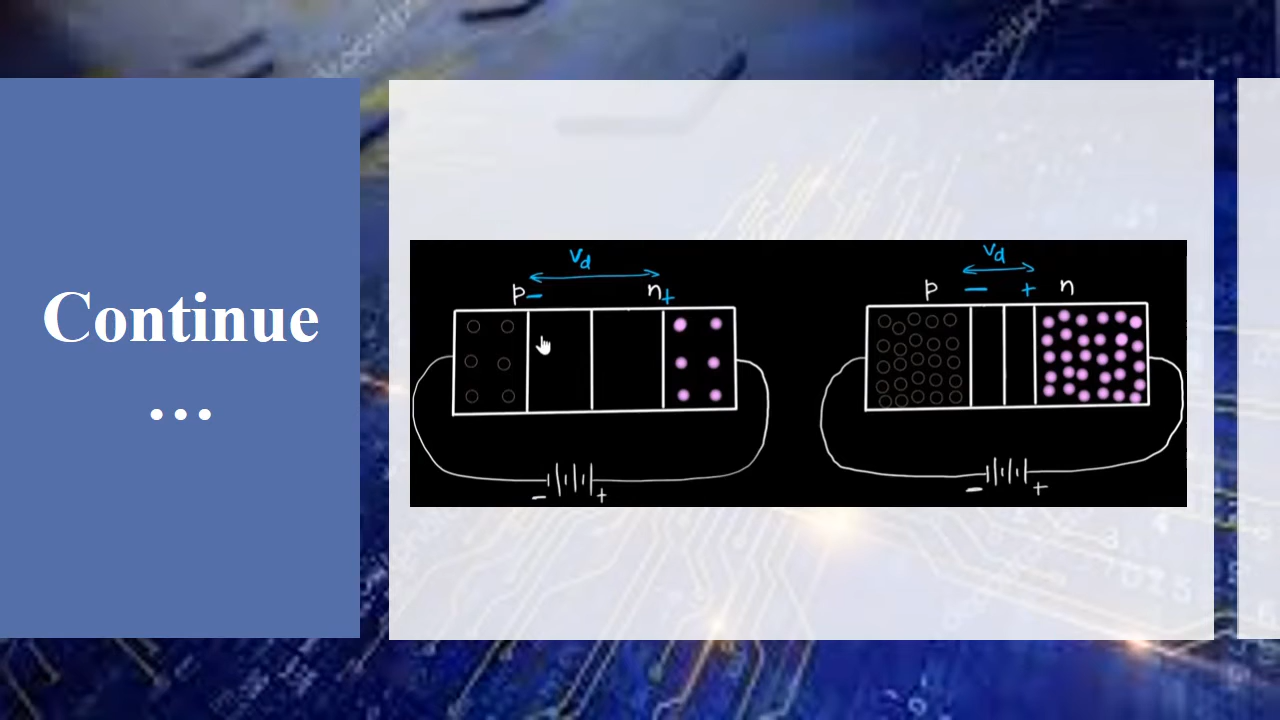 Continue
...
Vd
p - n +
- +
Vd
p - + n
- +